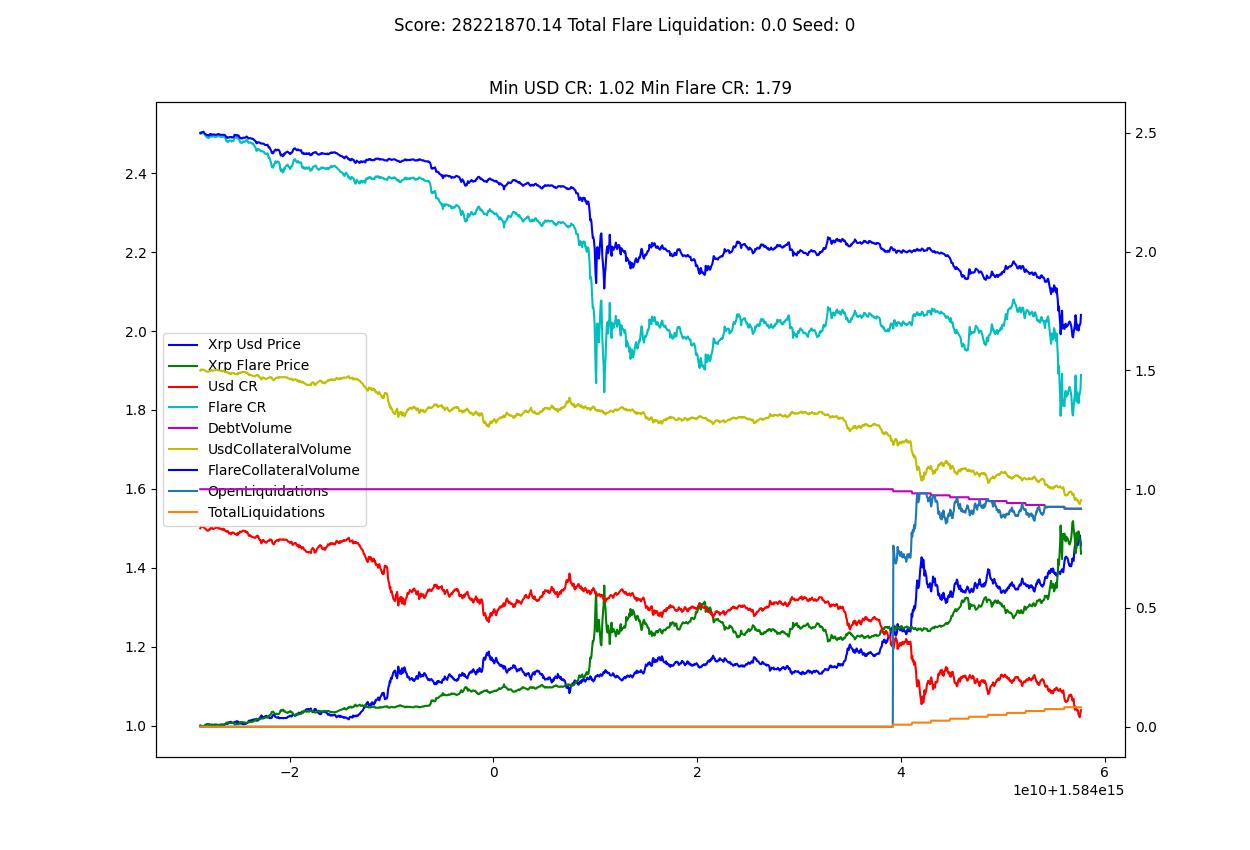 Score: 28221870.14 Total Flare Liquidation: 0.0 Seed: 0
Min USD CR: 1.02 Min Flare CR: 1.79
2.4
2.2
2.0
1.8
1.6
1.4
1.2
1.0
Xrp Usd Price
Xrp Flare Price
Usd CR
Flare CR
DebtVolume
UsdCollateralVolume
FlareCollateralVolume
OpenLiquidations
TotalLiquidations
2.5
2.0
1.5
1.0
0.5
0.0
−2 0 2 4 6
1e10+1.584e15